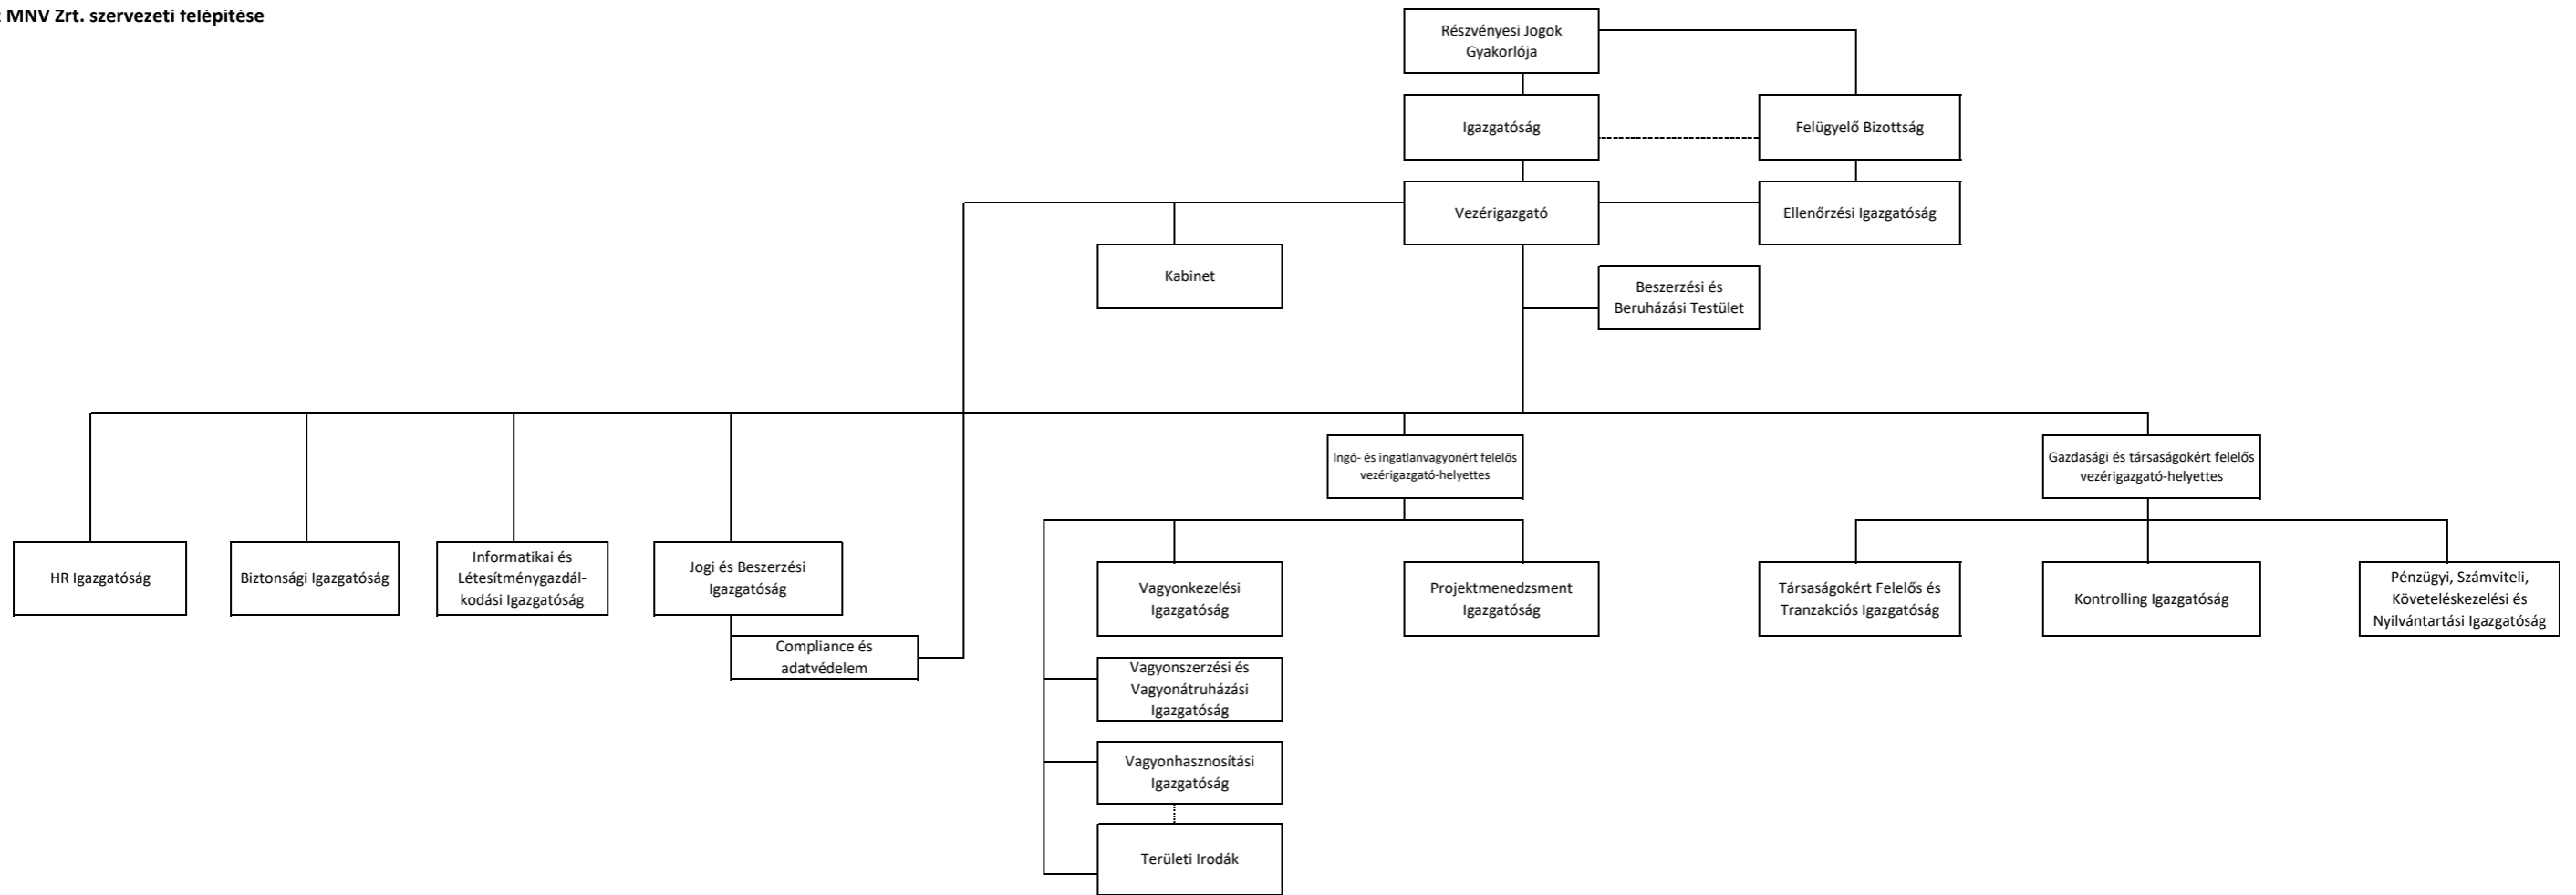 MNV Zrt. szervezeti felépítése
Részvényesi Jogok
Gyakorlója
Igazgatóság
Felügyelő Bizottság
Vezérigazgató
Ellenőrzési Igazgatóság
Kabinet
Beszerzési és
Beruházási Testület
Ingó- és ingatlanvagyonért felelős
vezérigazgató-helyettes
Gazdasági és társaságokért felelős
vezérigazgató-helyettes
HR Igazgatóság
Biztonsági Igazgatóság
Informatikai és
Létesítménygazdál-
kodási Igazgatóság
Jogi és Beszerzési
Igazgatóság
Vagyonkezelési
Igazgatóság
Projektmenedzsment
Igazgatóság
Társaságokért Felelős és
Tranzakciós Igazgatóság
Kontrolling Igazgatóság
Pénzügyi, Számviteli,
Követeléskezelési és
Nyilvántartási Igazgatóság
Compliance és
adatvédelem
Vagyonszerzési és
Vagyonátruházási
Igazgatóság
Vagyonhasznosítási
Igazgatóság
Területi Irodák